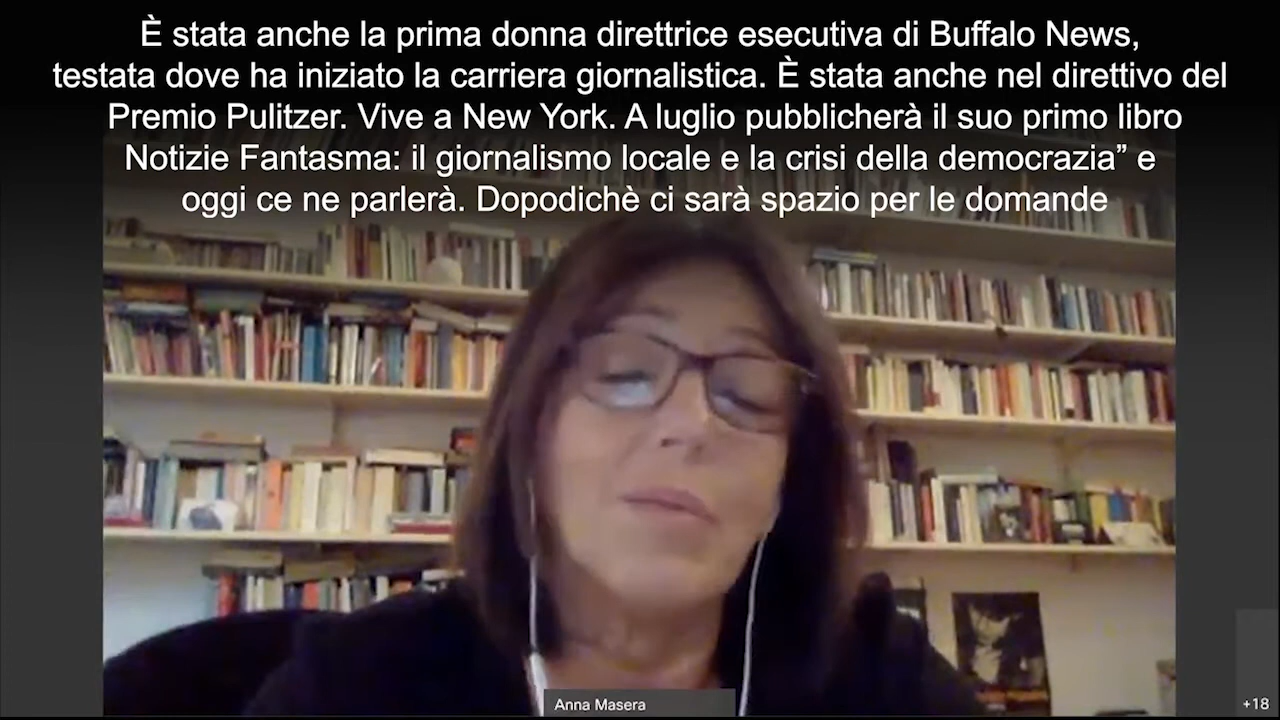 È stata anche la prima donna direttrice esecutiva di Buffalo News,
testata dove ha iniziato la carriera giornalistica. È stata anche nel direttivo del
Premio Pulitzer. Vive a New York. A luglio pubblicherà il suo primo libro
Notizie Fantasma: il giornalismo locale e la crisi della democrazia” e
oggi ce ne parlerà. Dopodichè ci sarà spazio per le domande
Anna Masera
+18